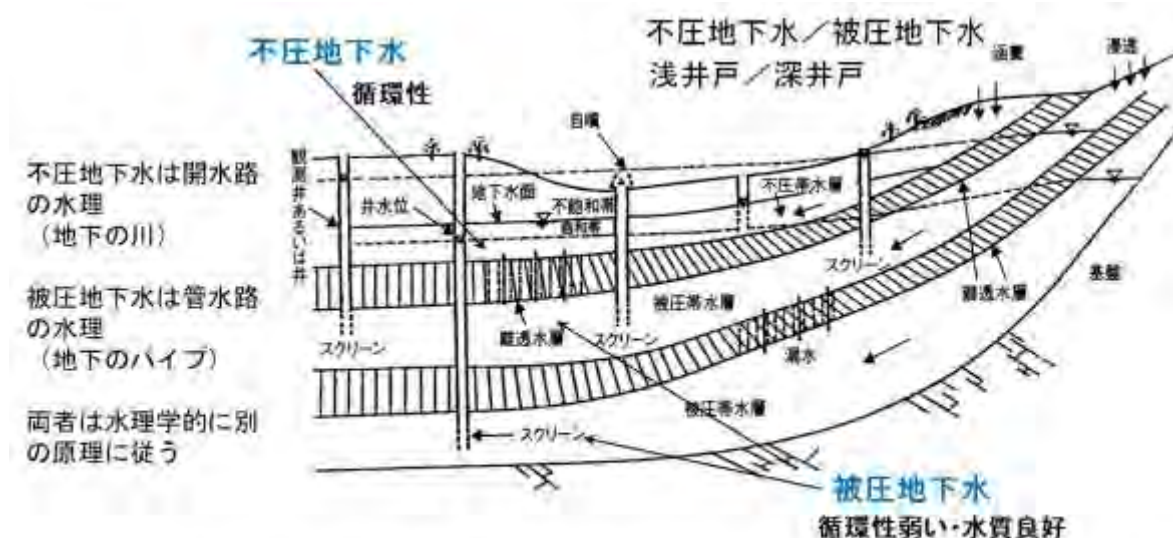 不圧地下水／被圧地下水
浅井戸／深井戸
不圧地下水
循環性
涵養
浸透
自噴
不圧地下水は開水路
の水理
（地下の川）
被圧地下水は管水路
の水理
（地下のパイプ）
両者は水理学的に別
の原理に従う
観測井あるいは井
井水位
地下水面
不飽和帯
飽和帯
不圧帯水層
スクリーン
難透水層
基盤
被圧帯水層
スクリーン
難透水層
スクリーン
漏水
被圧帯水層
スクリーン
被圧地下水
循環性弱い・水質良好